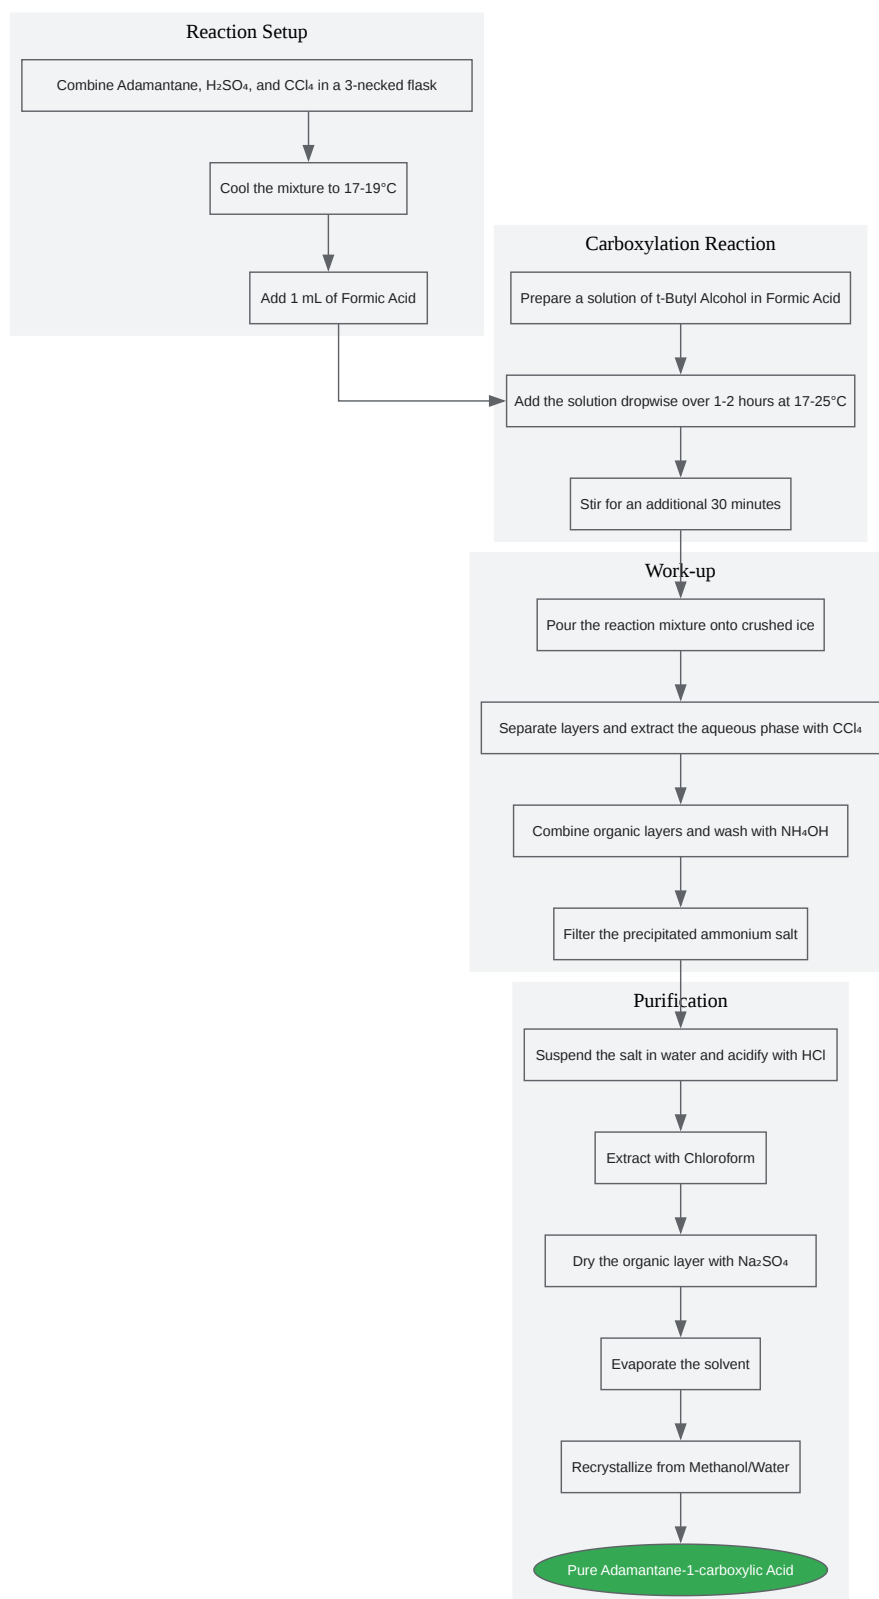 Reaction Setup
Combine Adamantane, H₂SO₄, and CCl₄ in a 3-necked flask
Cool the mixture to 17-19°C
Add 1 mL of Formic Acid
Carboxylation Reaction
Prepare a solution of t-Butyl Alcohol in Formic Acid
Add the solution dropwise over 1-2 hours at 17-25°C
Stir for an additional 30 minutes
Work-up
Pour the reaction mixture onto crushed ice
Separate layers and extract the aqueous phase with CCl₄
Combine organic layers and wash with NH₄OH
Filter the precipitated ammonium salt
Purification
Suspend the salt in water and acidify with HCl
Extract with Chloroform
Dry the organic layer with Na₂SO₄
Evaporate the solvent
Recrystallize from Methanol/Water
Pure Adamantane-1-carboxylic Acid